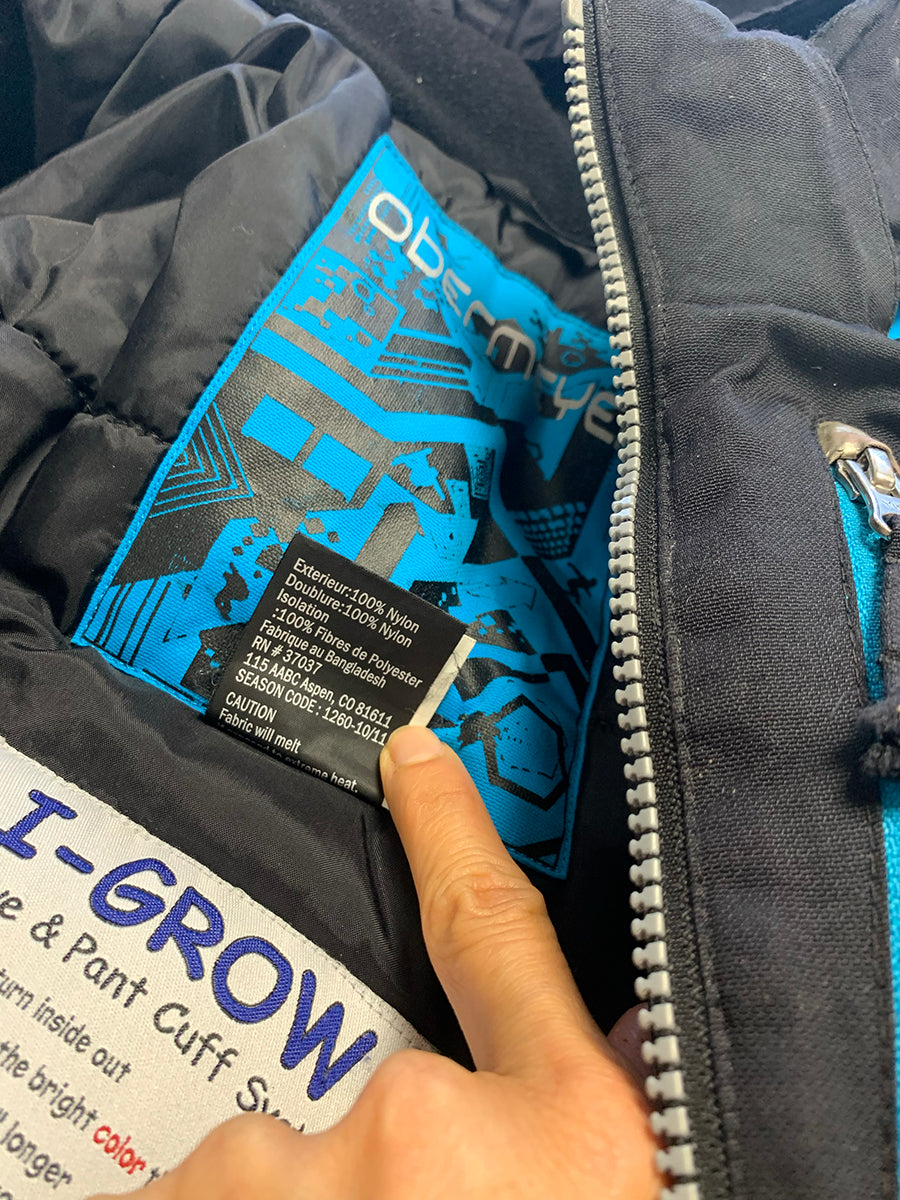 OBERMEYE
Exterieur:100% Nylon
Doublure:100% Nylon
Isolation
:100% Fibres de Polyester
Fabrique au Bangladesh
RN # 37037
115 AABC Aspen, CO 81611
SEASON CODE : 1260-10/11
CAUTION
Fabric will melt
to extreme heat.
I-GROW
& Pant Cuff
turn inside out
the bright color
longer